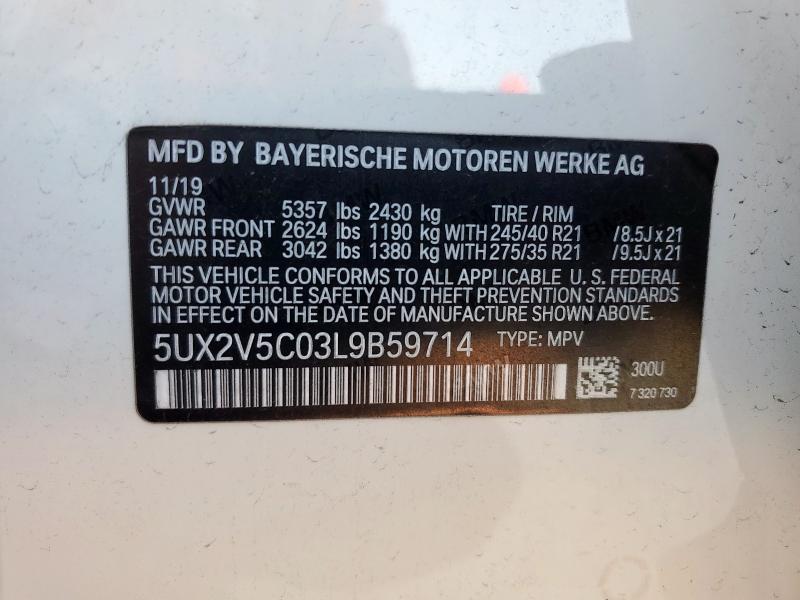 MFD BY BAYERISCHE MOTOREN WERKE AG
11/19
GVWR 5357 lbs 2430 kg TIRE / RIM
GAWR FRONT 2624 lbs 1190 kg WITH 245/40 R21 /8.5J x 21
GAWR REAR 3042 lbs 1380 kg WITH 275/35 R21 /9.5J x 21
THIS VEHICLE CONFORMS TO ALL APPLICABLE U. S. FEDERAL
MOTOR VEHICLE SAFETY AND THEFT PREVENTION STANDARDS
IN EFFECT ON THE DATE OF MANUFACTURE SHOWN ABOVE.
5UX2V5C03L9B59714 TYPE: MPV
300U
7 320 730